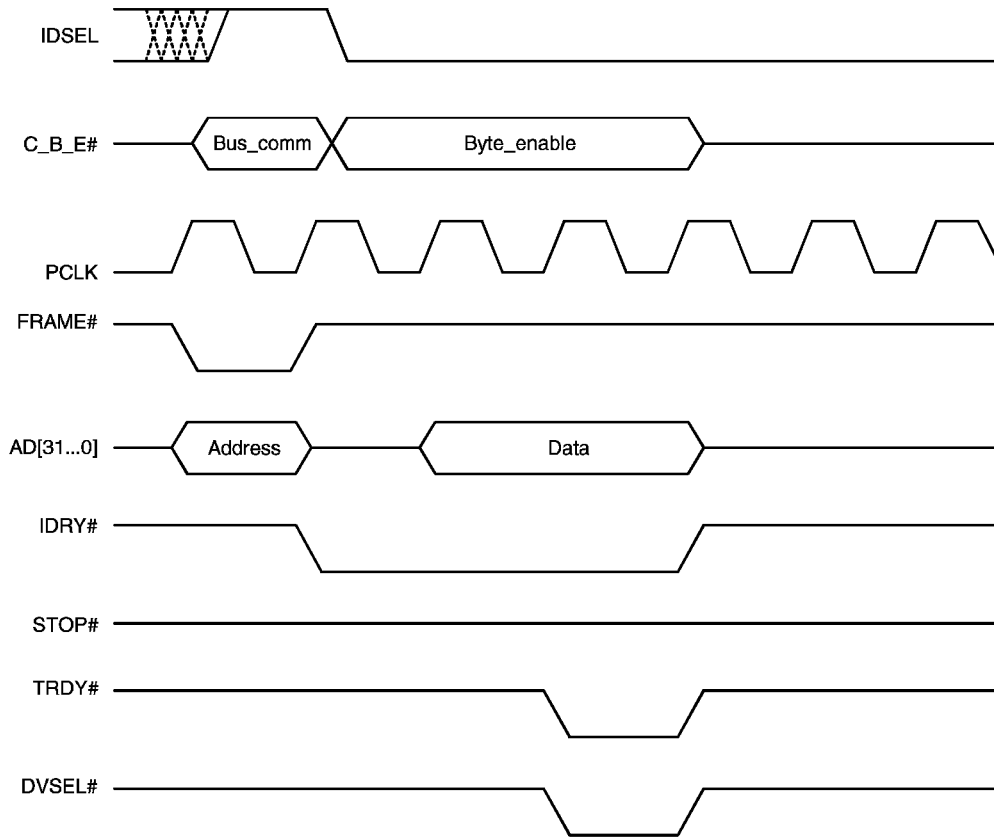 IDSEL
C_B_E#
Bus_comm
Byte_enable
PCLK
FRAME#
AD[31...0]
Address
Data
IDRY#
STOP#
TRDY#
DVSEL#